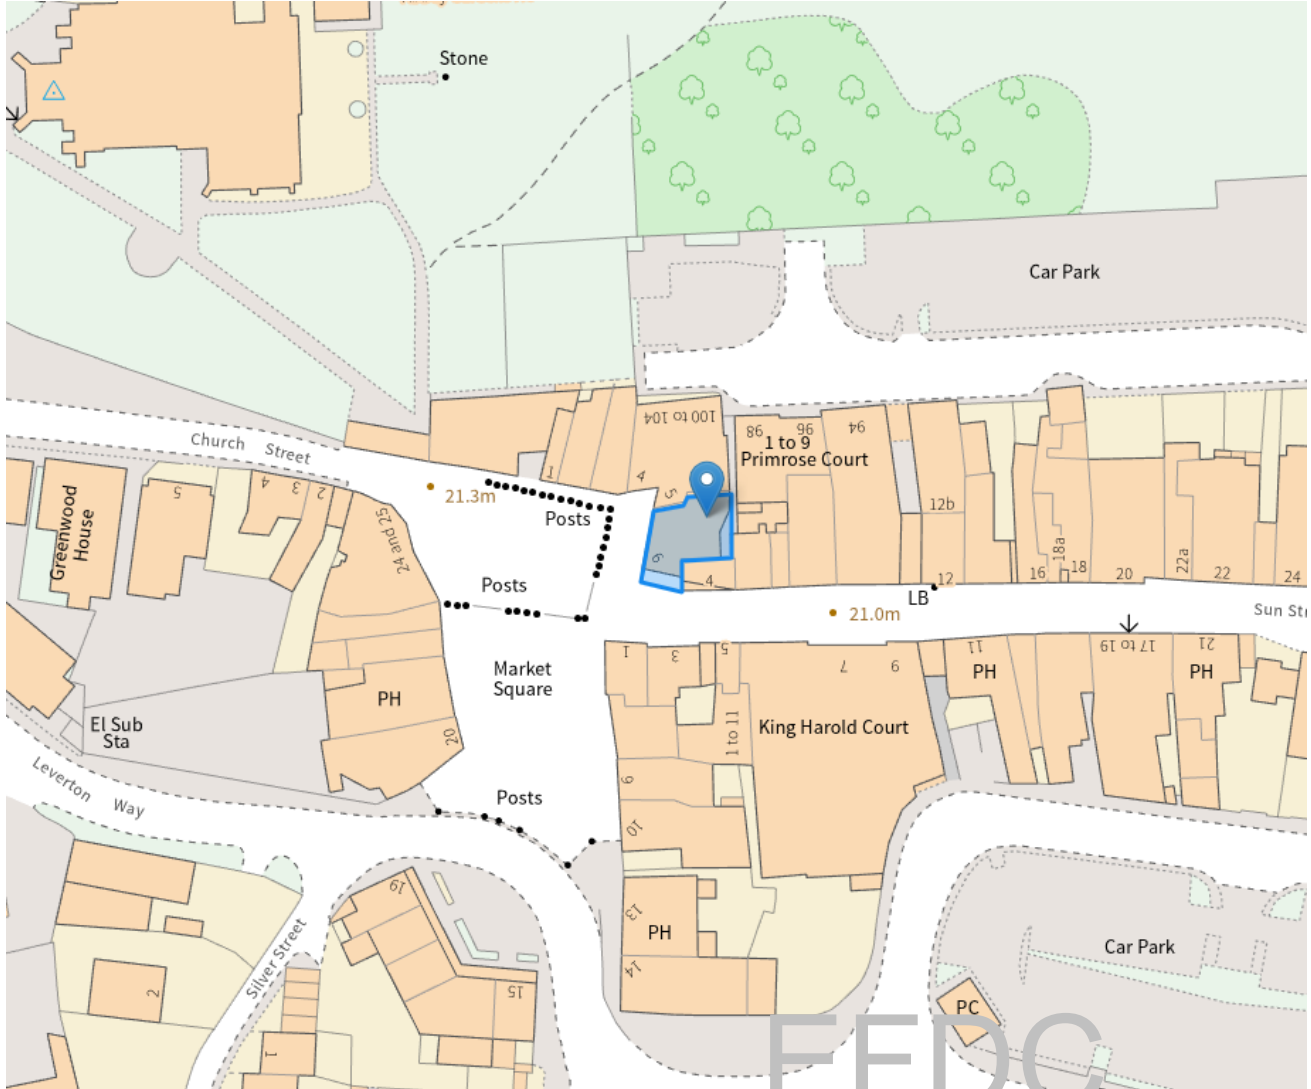 Stone
Car Park
Church Street
100 to 104
98
96
94
1 to 9
Primrose Court
1
4
5
5
4
3
2
21.3m
Posts
Greenwood
House
24 and 25
12b
18a
22a
6
4
12
16
18
20
22
24
Posts
LB
21.0m
Sun Str
Market
Square
1
3
5
7
9
11
PH
17 to 19
21
PH
PH
El Sub
Sta
20
1 to 11
King Harold Court
Leverton Way
Posts
9
10
19
13
PH
14
Car Park
Silver Street
2
15
PC
1
EFDC